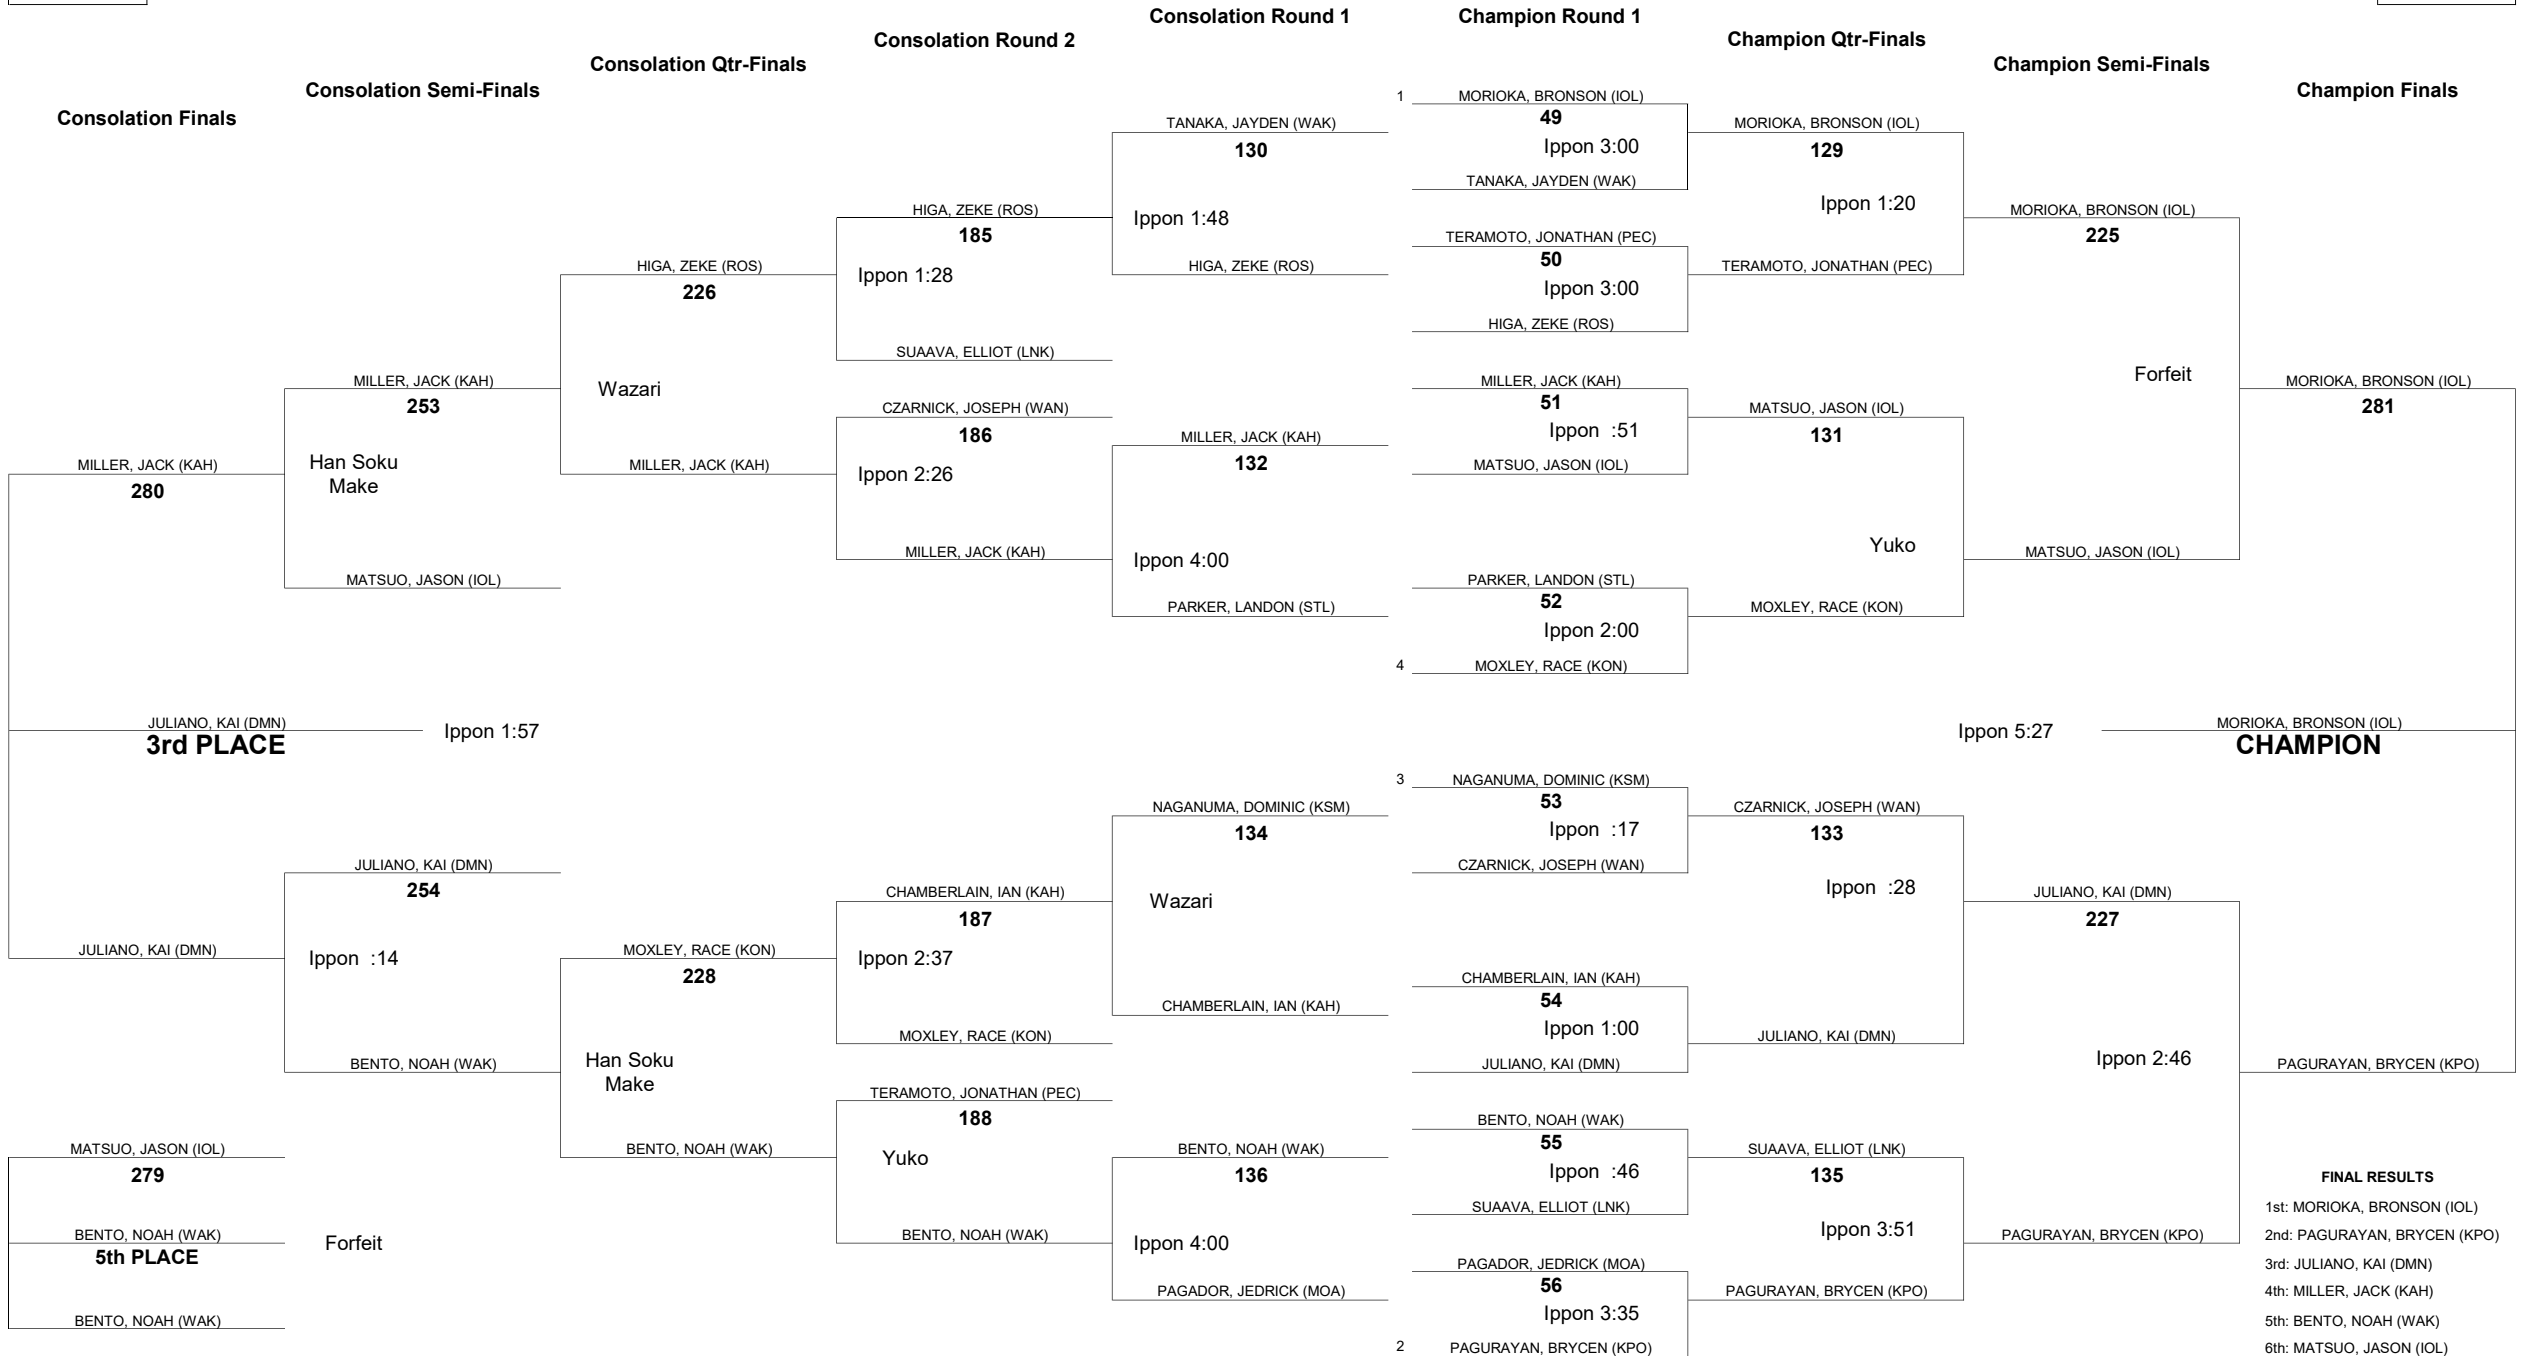 Consolation Round 1
Champion Round 1
Consolation Round 2
Champion Qtr-Finals
Consolation Qtr-Finals
Champion Semi-Finals
Consolation Semi-Finals
Champion Finals
Consolation Finals
MILLER, JACK (KAH)
280
JULIANO, KAI (DMN)
3rd PLACE
Ippon 1:57
JULIANO, KAI (DMN)
MATSUO, JASON (IOL)
279
BENTO, NOAH (WAK)
5th PLACE
Forfeit
BENTO, NOAH (WAK)
MILLER, JACK (KAH)
253
Han Soku
Make
MATSUO, JASON (IOL)
JULIANO, KAI (DMN)
254
Ippon :14
BENTO, NOAH (WAK)
HIGA, ZEKE (ROS)
226
Wazari
MILLER, JACK (KAH)
MOXLEY, RACE (KON)
228
Han Soku
Make
BENTO, NOAH (WAK)
HIGA, ZEKE (ROS)
185
Ippon 1:28
SUAAVA, ELLIOT (LNK)
CZARNICK, JOSEPH (WAN)
186
Ippon 2:26
MILLER, JACK (KAH)
CHAMBERLAIN, IAN (KAH)
187
Ippon 2:37
MOXLEY, RACE (KON)
TERAMOTO, JONATHAN (PEC)
188
Yuko
BENTO, NOAH (WAK)
TANAKA, JAYDEN (WAK)
130
Ippon 1:48
HIGA, ZEKE (ROS)
MILLER, JACK (KAH)
132
Ippon 4:00
PARKER, LANDON (STL)
NAGANUMA, DOMINIC (KSM)
134
Wazari
CHAMBERLAIN, IAN (KAH)
BENTO, NOAH (WAK)
136
Ippon 4:00
PAGADOR, JEDRICK (MOA)
1 MORIOKA, BRONSON (IOL)
49
Ippon 3:00
TANAKA, JAYDEN (WAK)
TERAMOTO, JONATHAN (PEC)
50
Ippon 3:00
HIGA, ZEKE (ROS)
MILLER, JACK (KAH)
51
Ippon :51
MATSUO, JASON (IOL)
PARKER, LANDON (STL)
52
Ippon 2:00
4 MOXLEY, RACE (KON)
3 NAGANUMA, DOMINIC (KSM)
53
Ippon :17
CZARNICK, JOSEPH (WAN)
CHAMBERLAIN, IAN (KAH)
54
Ippon 1:00
JULIANO, KAI (DMN)
BENTO, NOAH (WAK)
55
Ippon :46
SUAAVA, ELLIOT (LNK)
PAGADOR, JEDRICK (MOA)
56
Ippon 3:35
2 PAGURAYAN, BRYCEN (KPO)
MORIOKA, BRONSON (IOL)
129
Ippon 1:20
TERAMOTO, JONATHAN (PEC)
MATSUO, JASON (IOL)
131
Yuko
MOXLEY, RACE (KON)
CZARNICK, JOSEPH (WAN)
133
Ippon :28
JULIANO, KAI (DMN)
SUAAVA, ELLIOT (LNK)
135
Ippon 3:51
PAGURAYAN, BRYCEN (KPO)
MORIOKA, BRONSON (IOL)
225
Forfeit
MATSUO, JASON (IOL)
JULIANO, KAI (DMN)
227
Ippon 2:46
PAGURAYAN, BRYCEN (KPO)
MORIOKA, BRONSON (IOL)
281
Ippon 5:27
MORIOKA, BRONSON (IOL)
CHAMPION
PAGURAYAN, BRYCEN (KPO)
FINAL RESULTS
1st: MORIOKA, BRONSON (IOL)
2nd: PAGURAYAN, BRYCEN (KPO)
3rd: JULIANO, KAI (DMN)
4th: MILLER, JACK (KAH)
5th: BENTO, NOAH (WAK)
6th: MATSUO, JASON (IOL)